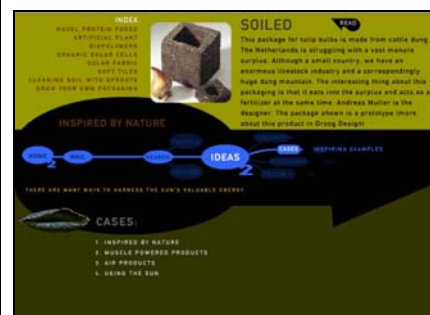 INDEX:
NOVEL PROTEIN FOODS
ARTIFICIAL PLANT
BIOPOLYMERS
ORGANIC SOLAR CELLS
SOLAR FABRIC
SOFT TILES
CLEANING SOIL WITH SPROUTS
GROW YOUR OWN PACKAGING
SOILED
READ
This package for tulip bulbs is made from cattle dung.
The Netherlands is struggling with a vast manure
surplus. Although a small country, we have an
enormous livestock industry and a correspondingly
huge dung mountain. The interesting thing about this
packaging is that it eats into the surplus and acts as a
fertilizer at the same time. Andreas Muller is the
designer. The package shown is a prototype (more
about this product in Droog Design)
INSPIRED BY NATURE
HOME
2
MAG.
SEARCH
IDEAS
2
CASES
INSPIRING EXAMPLES
THERE ARE MANY WAYS TO HARNESS THE SUN'S VALUABLE ENERGY.
CASES:
1. INSPIRED BY NATURE
2. MUSCLE POWERED PRODUCTS
3. AIR PRODUCTS
4. USING THE SUN